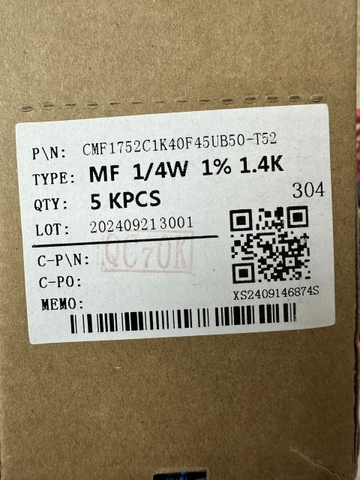 P\N: CMF1752C1K40F45UB50-T52
TYPE: MF 1/4W 1% 1.4K
QTY: 5 KPCS
304
LOT: 202409213001
QC70K
C-P\N:
C-PO:
MEMO:
XS2409146874S